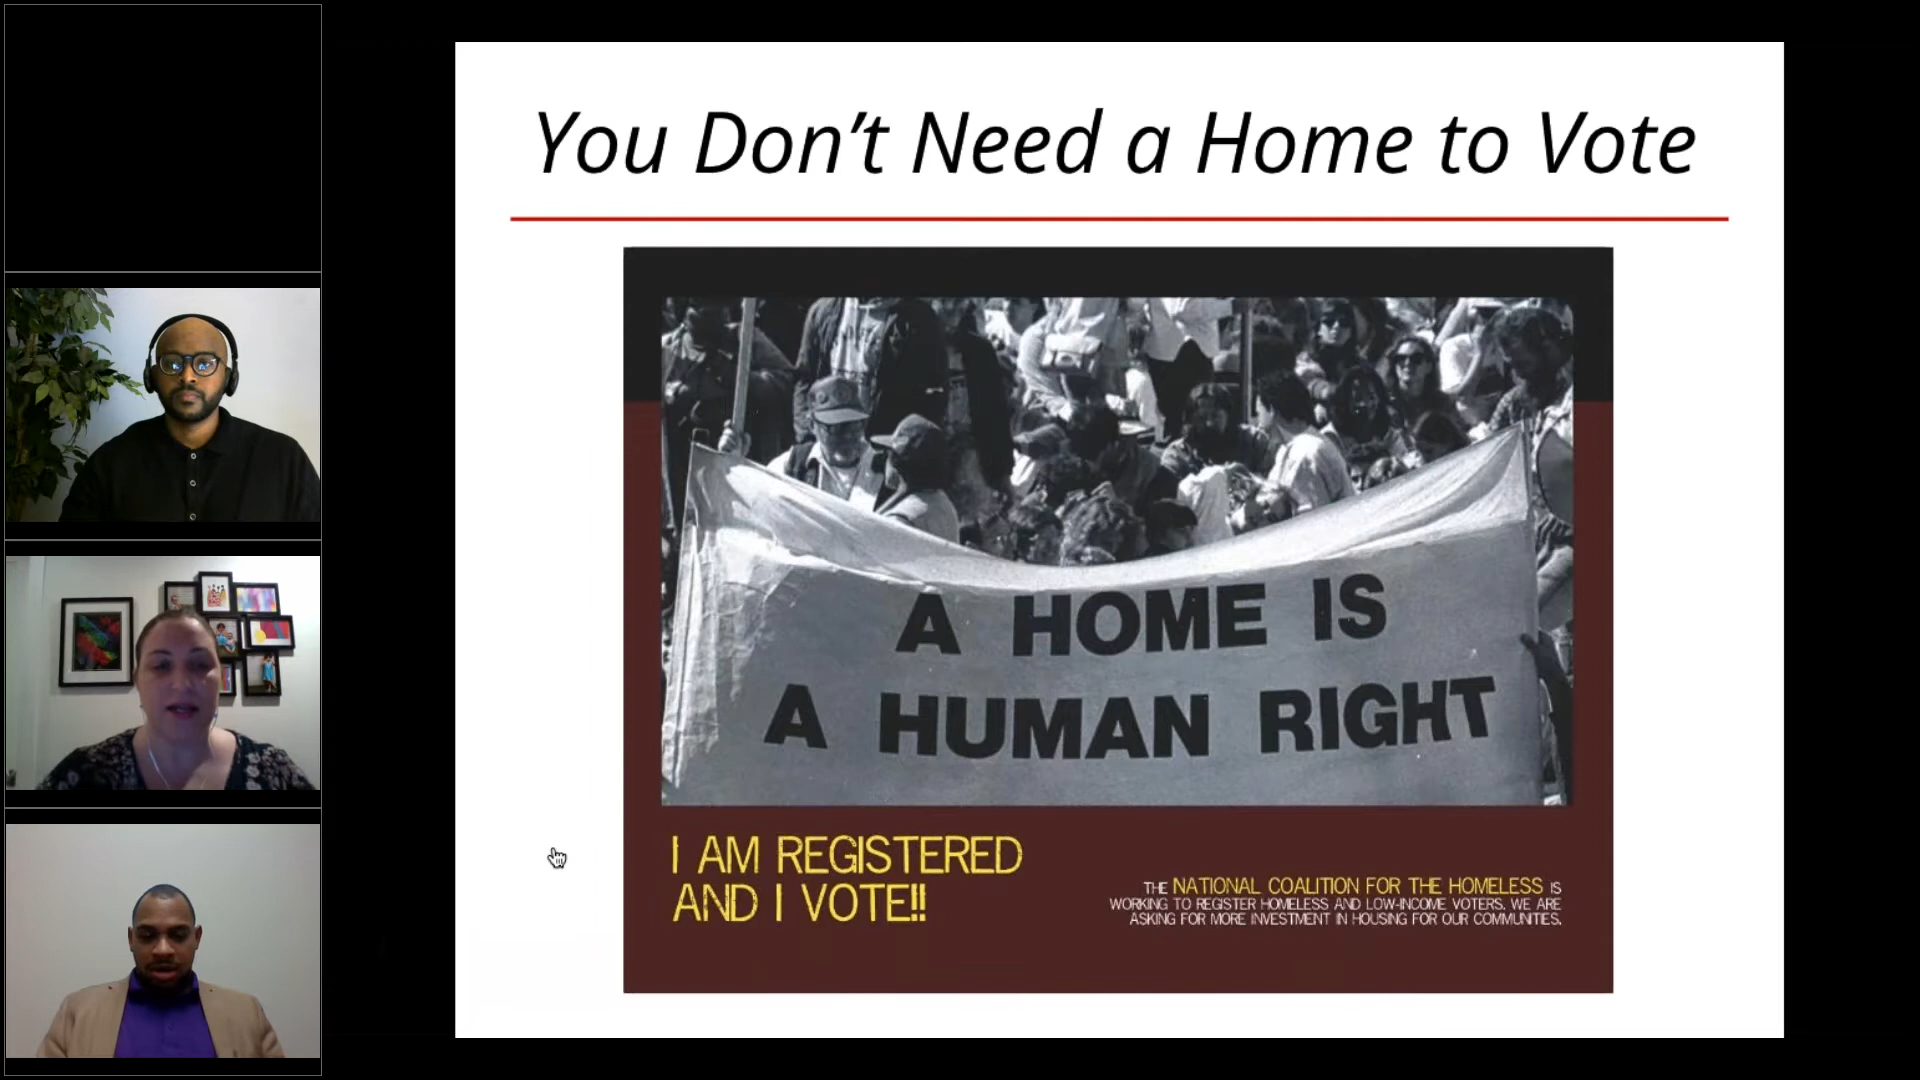 You Don’t Need a Home to Vote
A HOME IS
A HUMAN RIGHT
I AM REGISTERED
AND I VOTE!!
THE NATIONAL COALITION FOR THE HOMELESS IS
WORKING TO REGISTER HOMELESS AND LOW-INCOME VOTERS. WE ARE
ASKING FOR MORE INVESTMENT IN HOUSING FOR OUR COMMUNITIES.